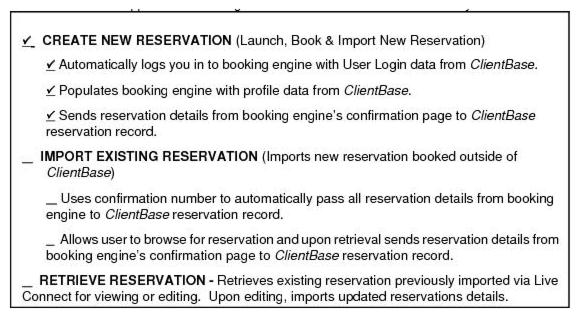 ✓ CREATE NEW RESERVATION (Launch, Book & Import New Reservation)
✓ Automatically logs you in to booking engine with User Login data from ClientBase.
✓ Populates booking engine with profile data from ClientBase.
✓ Sends reservation details from booking engine's confirmation page to ClientBase
reservation record.
__ IMPORT EXISTING RESERVATION (Imports new reservation booked outside of
ClientBase)
__ Uses confirmation number to automatically pass all reservation details from booking
engine to ClientBase reservation record.
__ Allows user to browse for reservation and upon retrieval sends reservation details from
booking engine's confirmation page to ClientBase reservation record.
__ RETRIEVE RESERVATION - Retrieves existing reservation previously imported via Live
Connect for viewing or editing. Upon editing, imports updated reservations details.